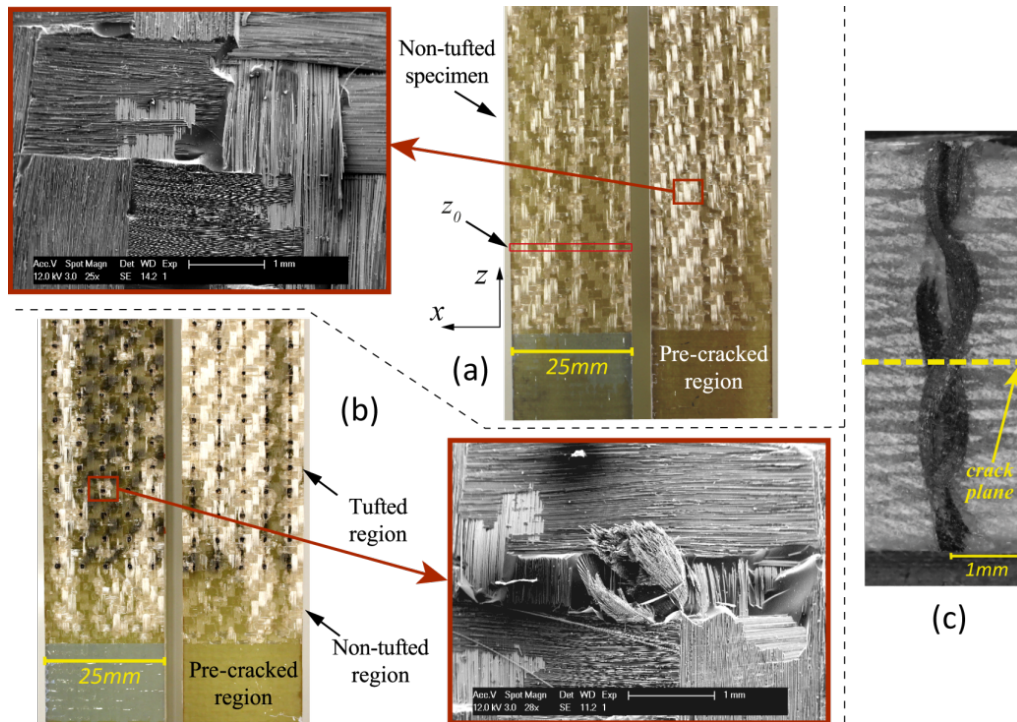 Non-tufted
specimen
z0
z
x
(a)
Pre-cracked
region
25mm
Acc.V Spot Magn Det WD Exp 1 mm
12.0 kV 3.0 25x SE 14.2 1
(b)
Tufted
region
Non-tufted
region
25mm
Pre-cracked
region
Acc.V Spot Magn Det WD Exp 1 mm
12.0 kV 3.0 28x SE 11.2 1
crack
plane
1mm
(c)